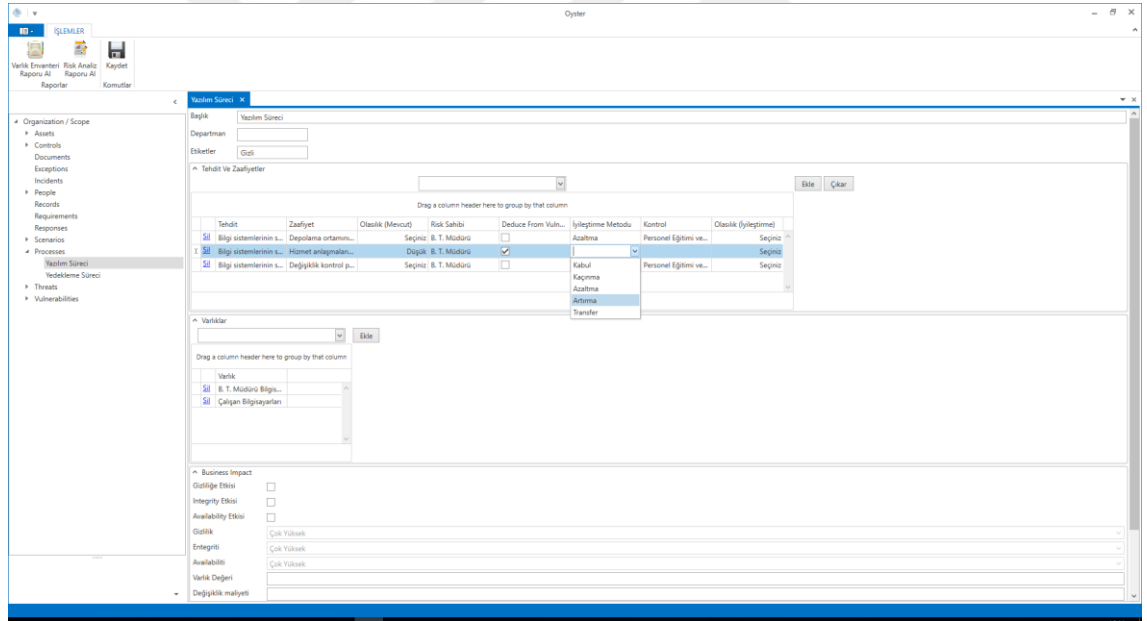 Oyster
İŞLEMLER
Varlık Envanteri Raporu Al
Risk Analiz Raporu Al
Kaydet
Raporlar
Komutlar
Organization / Scope
Assets
Controls
Documents
Exceptions
Incidents
People
Records
Requirements
Responses
Scenarios
Processes
Yazılım Süreci
Yedekleme Süreci
Threats
Vulnerabilities
Yazılım Süreci
Başlık Yazılım Süreci
Departman
Etiketler Gizli
Tehdit Ve Zaafiyetler
Ekle Çıkar
Drag a column header here to group by that column
Tehdit Zaafiyet Olasılık (Mevcut) Risk Sahibi Deduce From Vuln... İyileştirme Metodu Kontrol Olasılık (İyileştirme)
Sil Bilgi sistemlerinin s... Depolama ortamını... Seçiniz B. T. Müdürü Azaltma Personel Eğitimi ve... Seçiniz
Sil Bilgi sistemlerinin s... Hizmet anlaşmaları... Düşük B. T. Müdürü Seçiniz
Sil Bilgi sistemlerinin s... Değişiklik kontrol p... Seçiniz B. T. Müdürü Personel Eğitimi ve... Seçiniz
Kabul
Kaçınma
Azaltma
Artırma
Transfer
Varlıklar
Ekle
Drag a column header here to group by that column
Varlık
Sil B. T. Müdürü Bilgis...
Sil Çalışan Bilgisayarları
Business Impact
Gizliliğe Etkisi
Integrity Etkisi
Availability Etkisi
Gizlilik Çok Yüksek
Entegriti Çok Yüksek
Availabiliti Çok Yüksek
Varlık Değeri
Değişiklik maliyeti